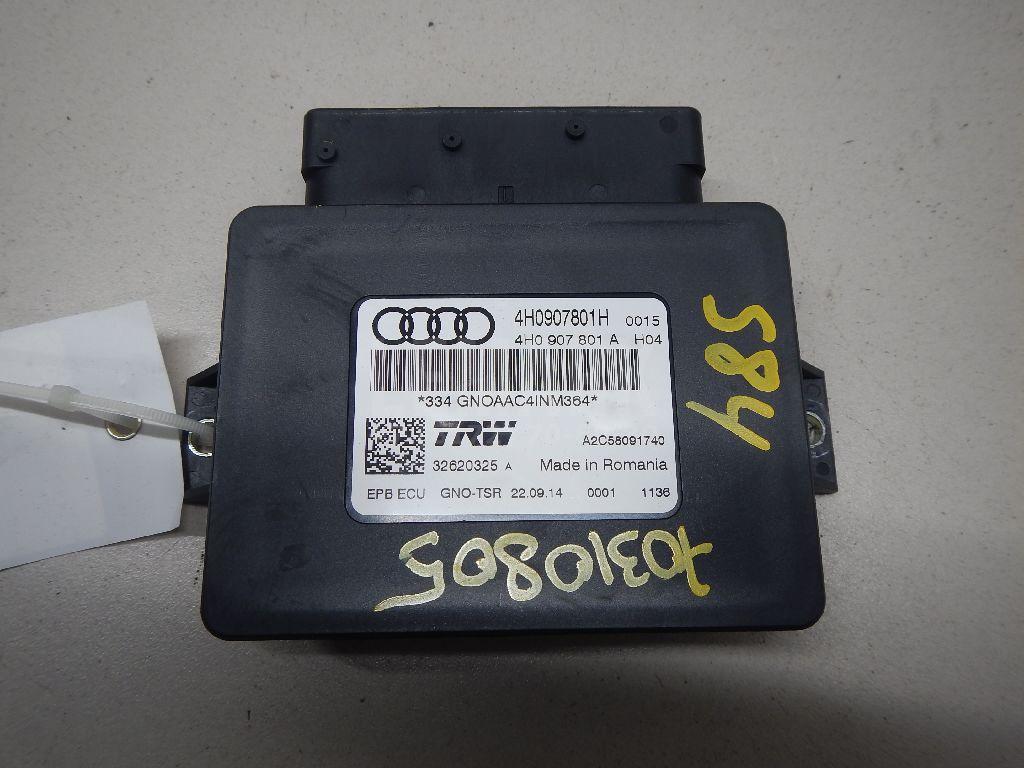 4H0907801H 0015
4H0 907 801 A H04
*334 GNOAAC4INM364*
TRW A2C58091740
32620325 A Made in Romania
EPB ECU GNO-TSR 22.09.14 0001 1136
S84
70310805